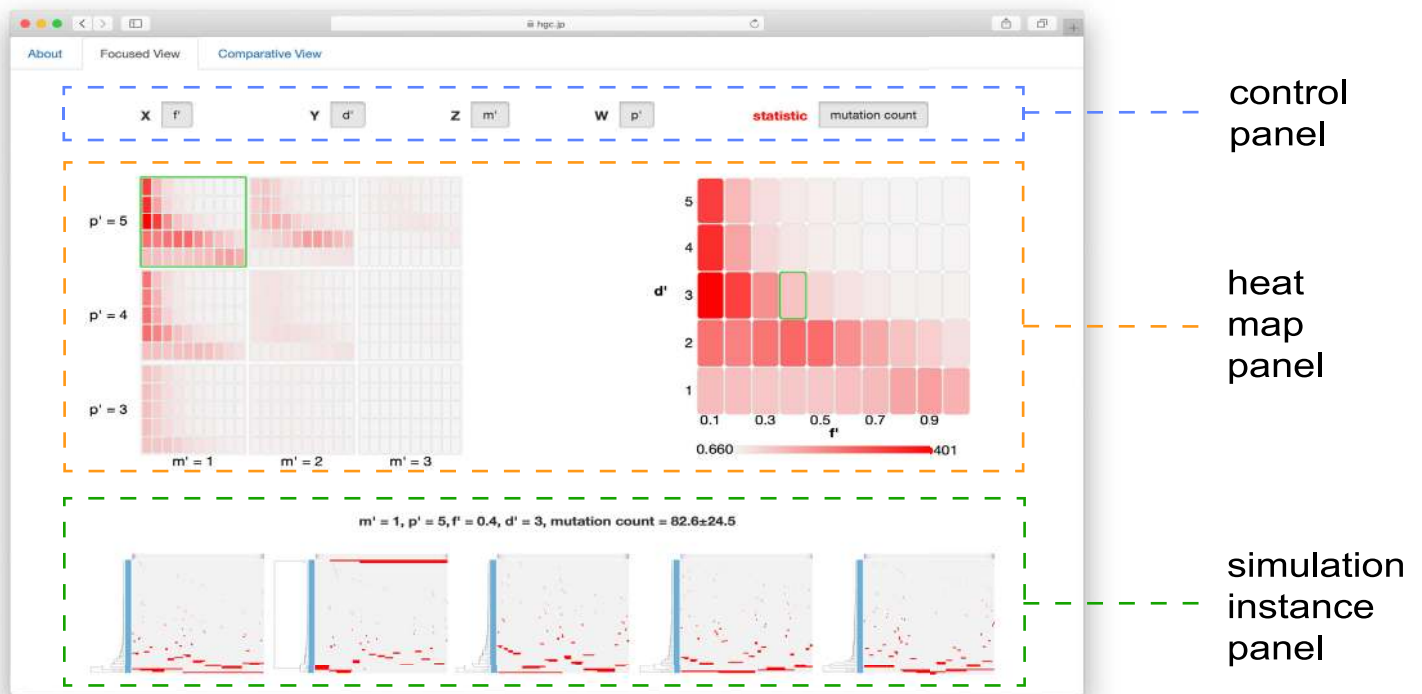 hgc.jp
About Focused View Comparative View
X f' Y d' Z m' W p' statistic mutation count
control
panel
p' = 5
p' = 4
p' = 3
m' = 1 m' = 2 m' = 3
5
4
d' 3
2
1
0.1 0.3 0.5 0.7 0.9
f'
0.660 401
heat
map
panel
m' = 1, p' = 5, f' = 0.4, d' = 3, mutation count = 82.6±24.5
simulation
instance
panel